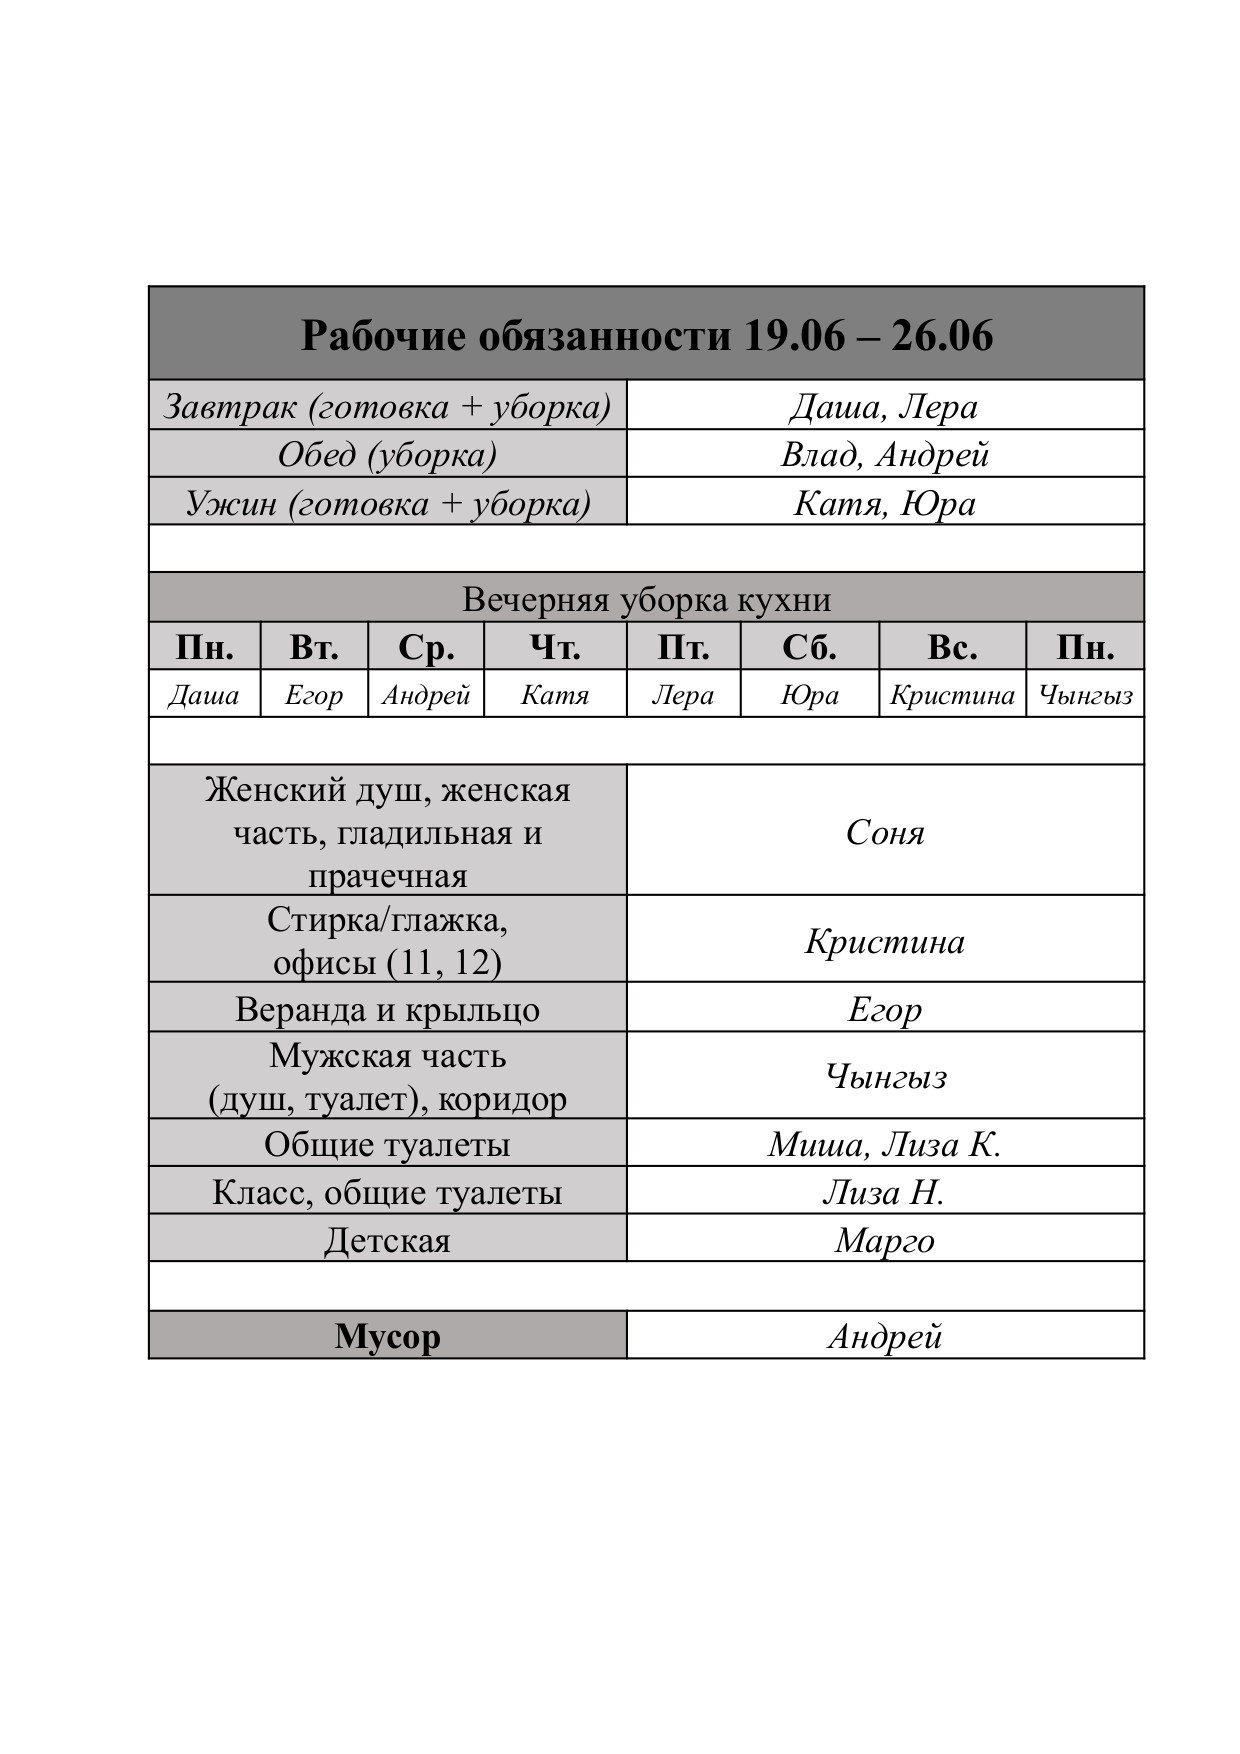 Рабочие обязанности 19.06 – 26.06
Завтрак (готовка + уборка) Даша, Лера
Обед (уборка) Влад, Андрей
Ужин (готовка + уборка) Катя, Юра
Вечерняя уборка кухни
Пн. Вт. Ср. Чт. Пт. Сб. Вс. Пн.
Даша Егор Андрей Катя Лера Юра Кристина Чынгыз
Женский душ, женская
часть, гладильная и
прачечная
Соня
Стирка/глажка,
офисы (11, 12)
Кристина
Веранда и крыльцо Егор
Мужская часть
(душ, туалет), коридор
Чынгыз
Общие туалеты Миша, Лиза К.
Класс, общие туалеты Лиза Н.
Детская Марго
Мусор Андрей